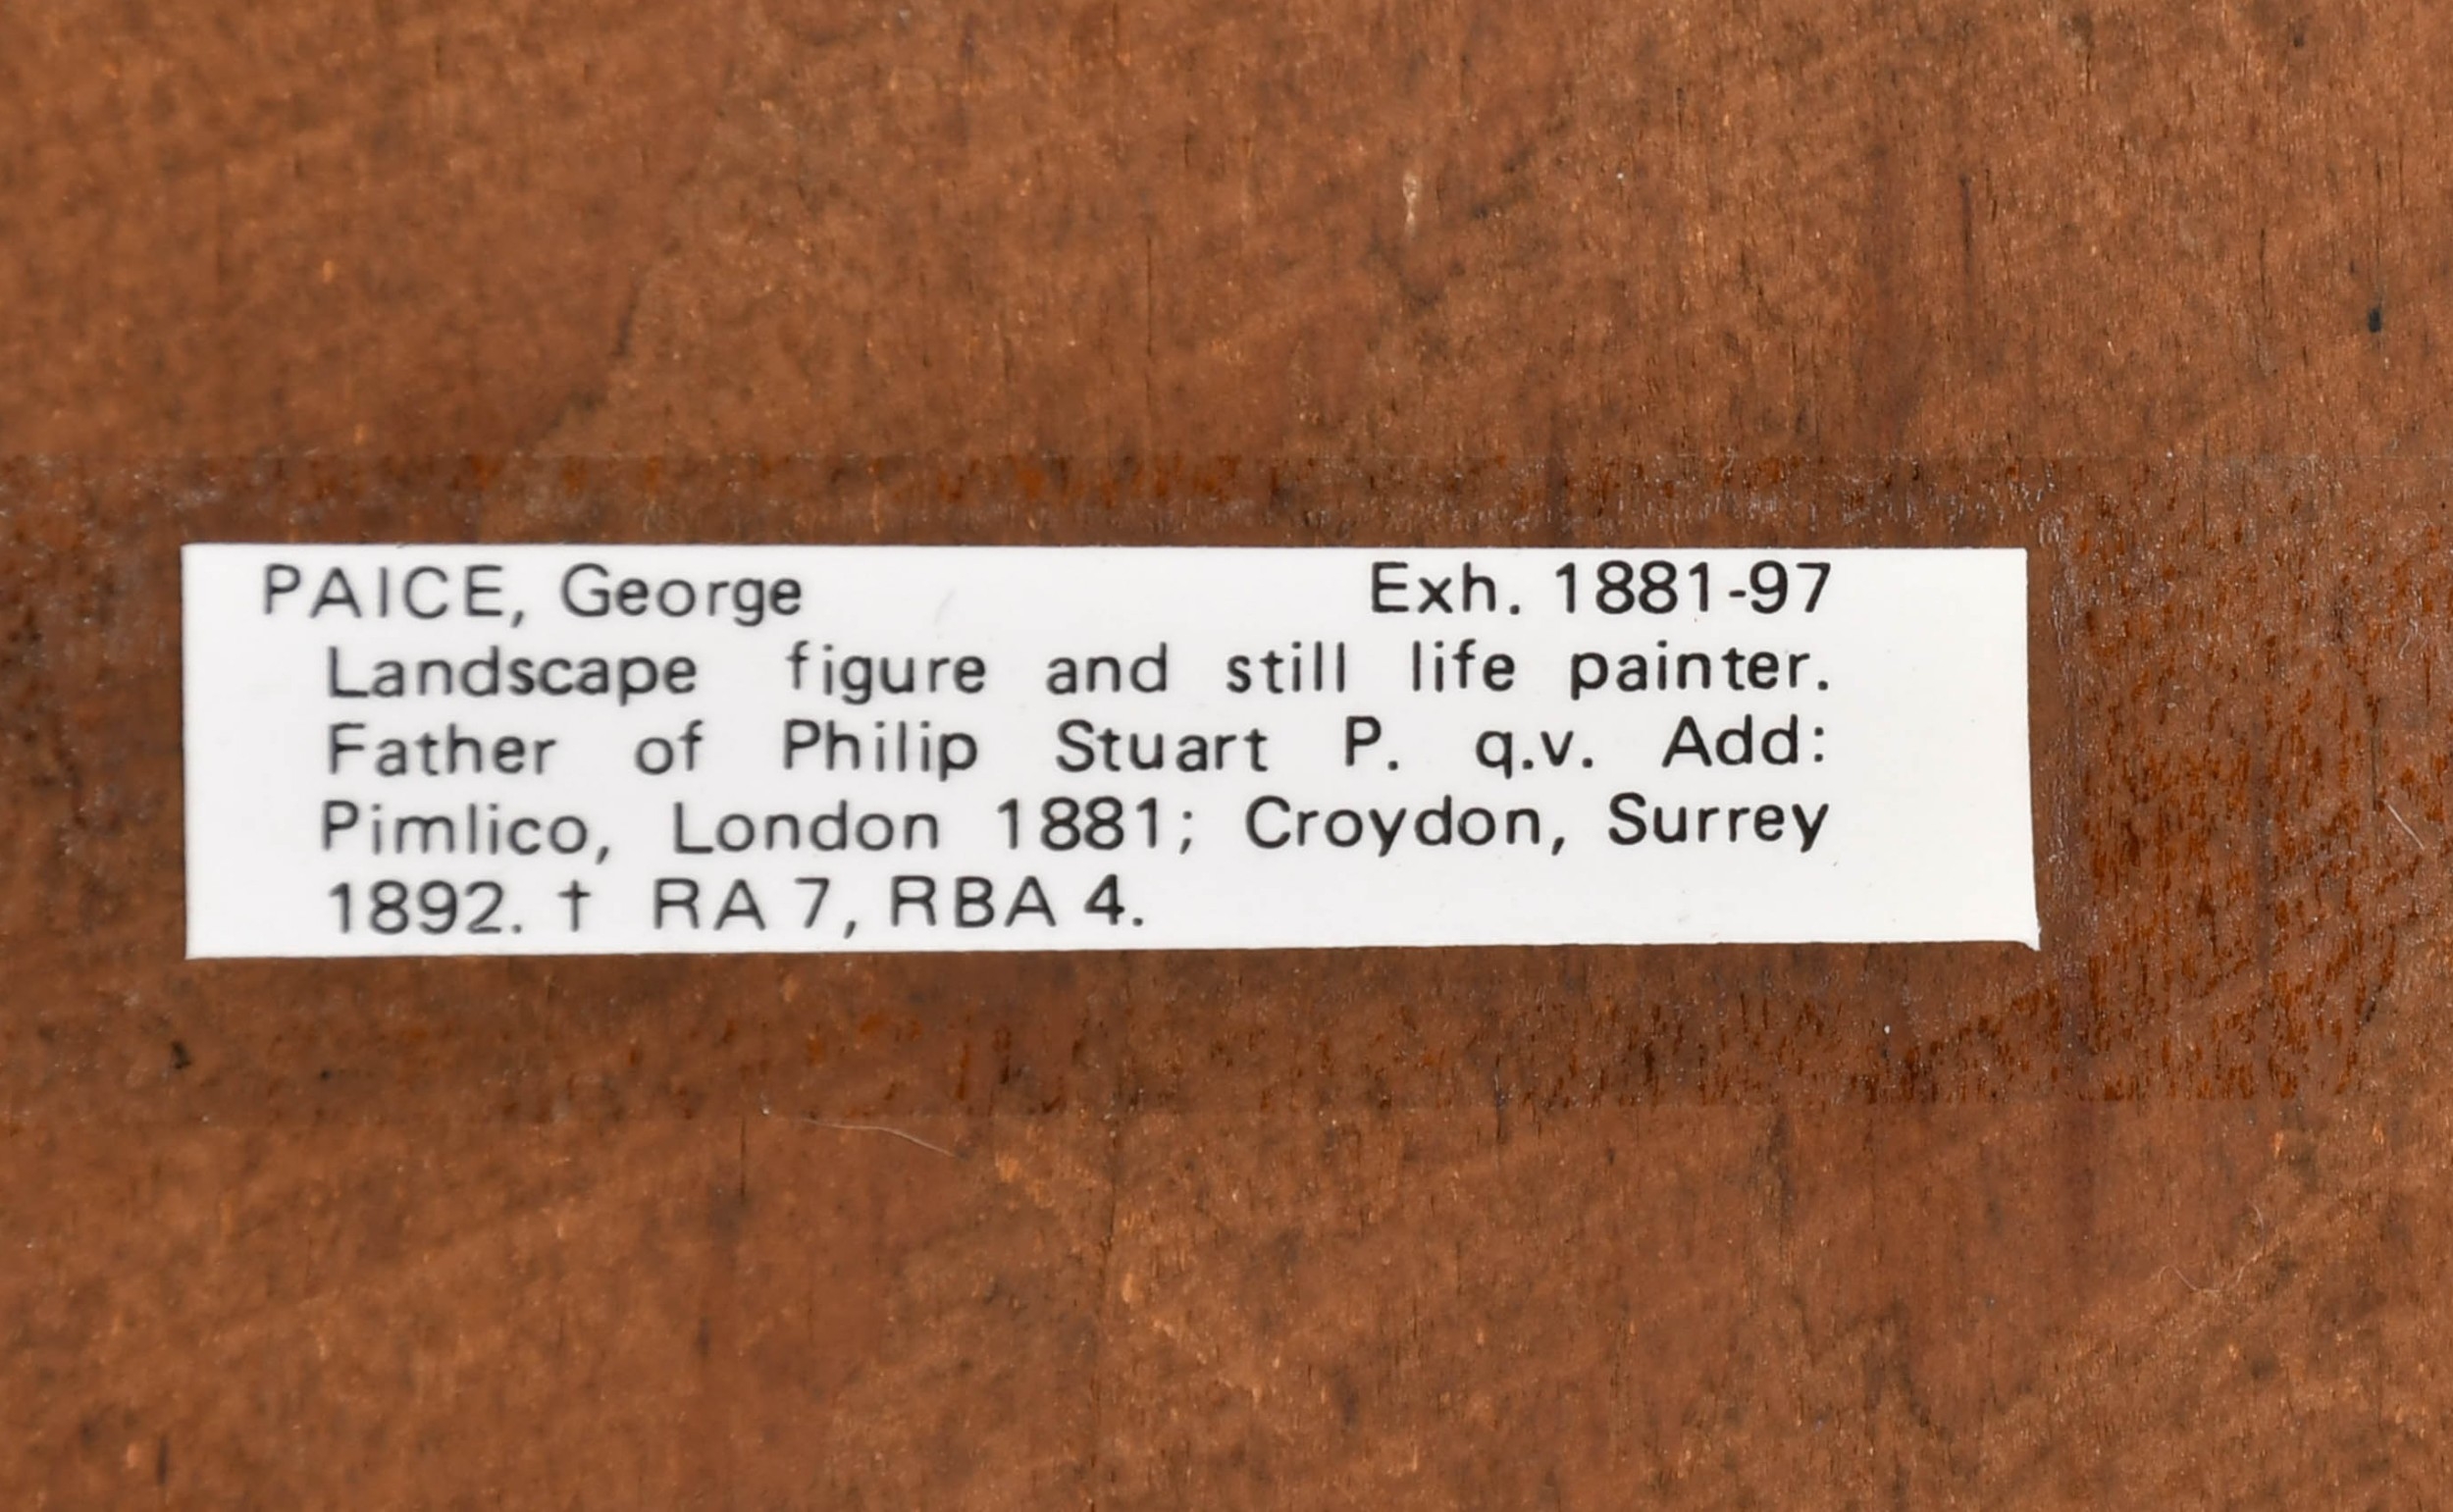 PAICE, George Exh. 1881-97
Landscape figure and still life painter.
Father of Philip Stuart P. q.v. Add:
Pimlico, London 1881; Croydon, Surrey
1892. † RA 7, RBA 4.